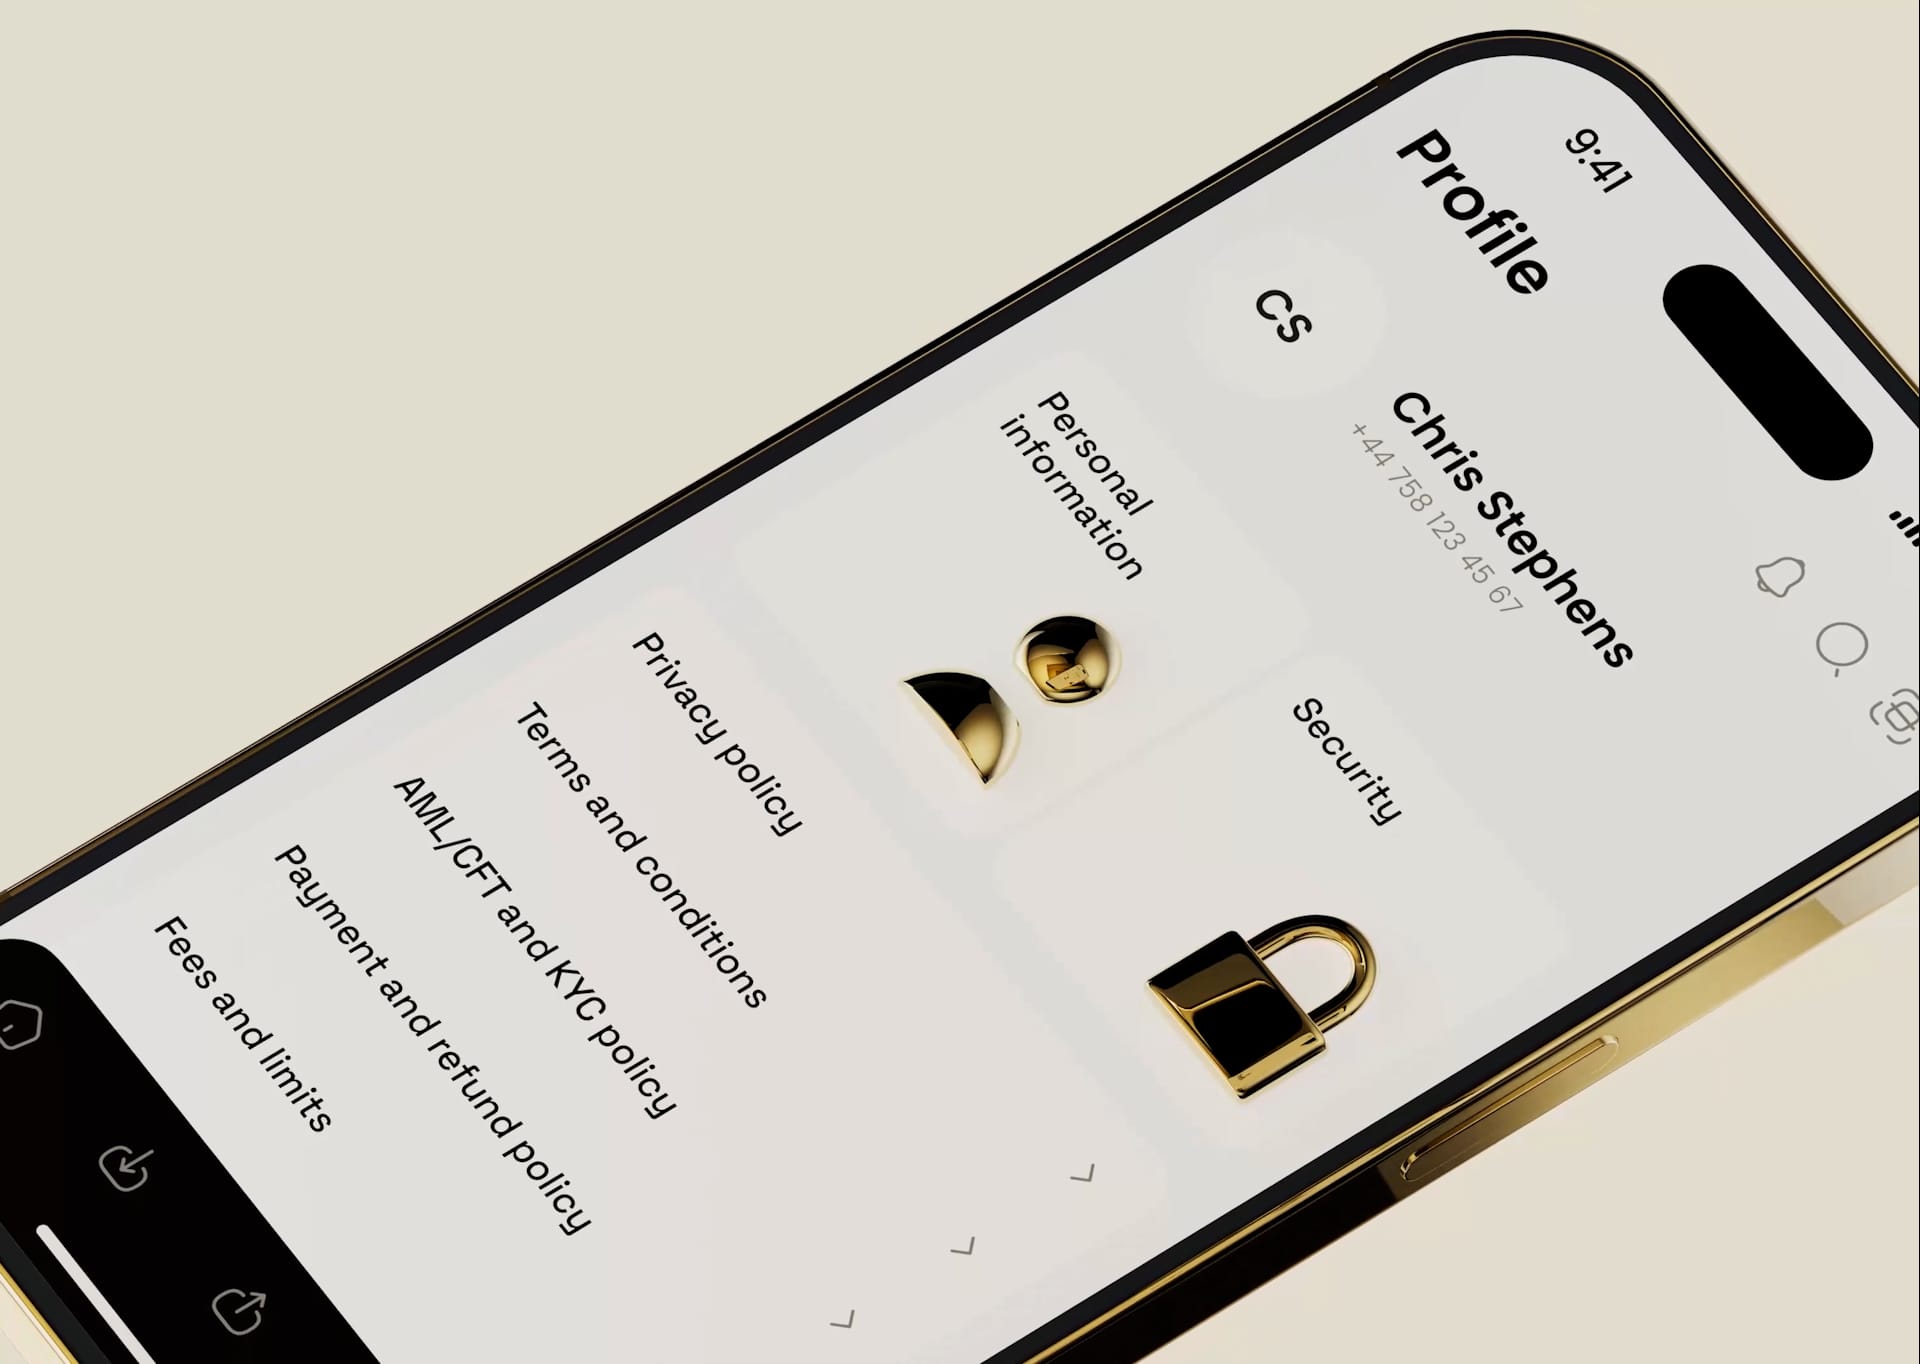 9:41
Profile
CS
Chris Stephens
+44 758 123 45 67
Personal
information
Security
Privacy policy
Terms and conditions
AML/CFT and KYC policy
Payment and refund policy
Fees and limits